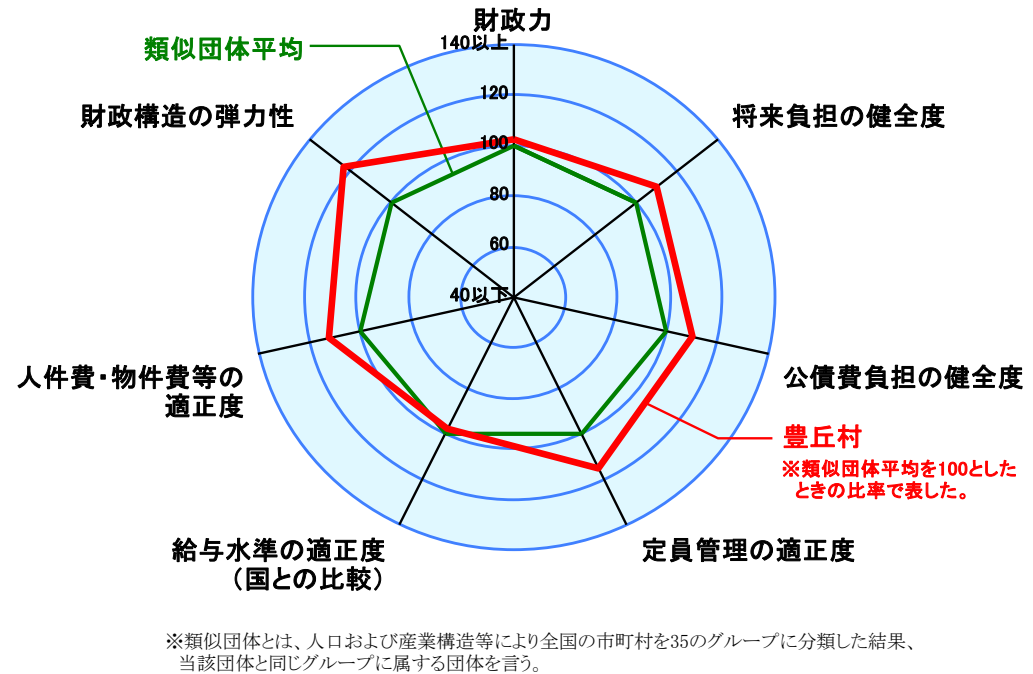 財政力
類似団体平均
140以上
120
100
80
60
40以下
財政構造の弾力性
将来負担の健全度
人件費・物件費等の
適正度
公債費負担の健全度
豊丘村
※類似団体平均を100とした
ときの比率で表した。
給与水準の適正度
（国との比較）
定員管理の適正度
※類似団体とは、人口および産業構造等により全国の市町村を35のグループに分類した結果、
当該団体と同じグループに属する団体を言う。